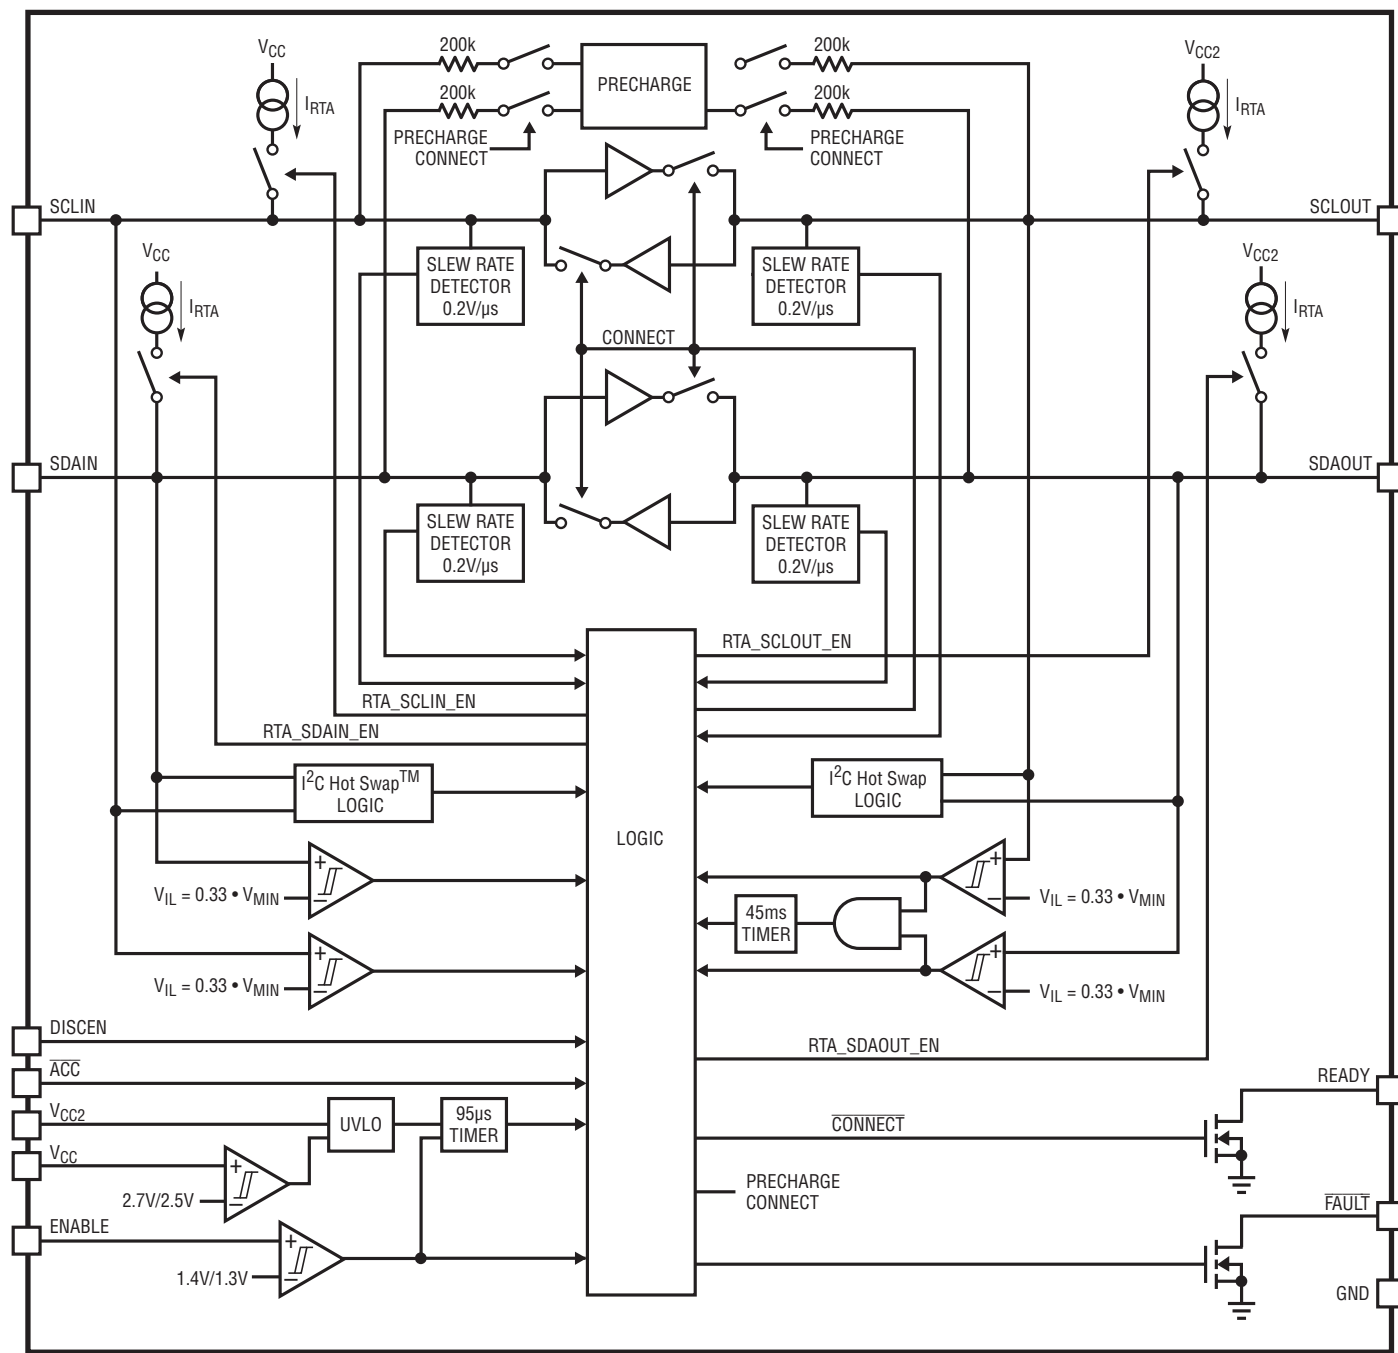 VCC
IRTA
200k
200k
PRECHARGE
200k
200k
PRECHARGE
CONNECT
PRECHARGE
CONNECT
VCC2
IRTA
SCLIN
SCLOUT
VCC
IRTA
SLEW RATE
DETECTOR
0.2V/µs
SLEW RATE
DETECTOR
0.2V/µs
VCC2
IRTA
CONNECT
SDAIN
SDAOUT
SLEW RATE
DETECTOR
0.2V/µs
SLEW RATE
DETECTOR
0.2V/µs
RTA_SCLOUT_EN
RTA_SCLIN_EN
RTA_SDAIN_EN
I²C Hot Swap™
LOGIC
I²C Hot Swap
LOGIC
LOGIC
+
−
VIL = 0.33 • VMIN
+
−
VIL = 0.33 • VMIN
45ms
TIMER
+
−
VIL = 0.33 • VMIN
+
−
VIL = 0.33 • VMIN
DISCEN
RTA_SDAOUT_EN
A̅C̅C̅
READY
VCC2
UVLO
95µs
TIMER
C̅O̅N̅N̅E̅C̅T̅
VCC
+
−
2.7V/2.5V
PRECHARGE
CONNECT
F̅A̅U̅L̅T̅
ENABLE
+
−
1.4V/1.3V
GND